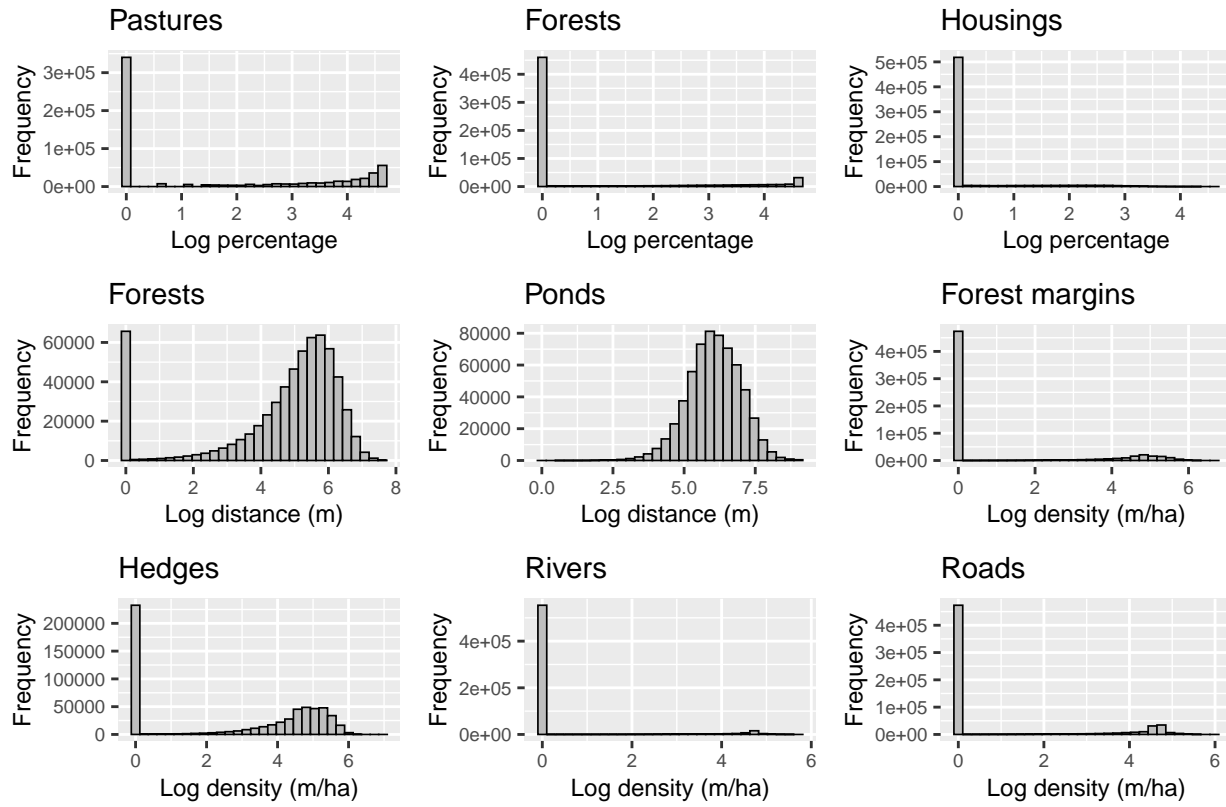 Pastures Forests Housings
Frequency 3e+05 2e+05 1e+05 0e+00
0 1 2 3 4
Log percentage
Frequency 4e+05 3e+05 2e+05 1e+05 0e+00
0 1 2 3 4
Log percentage
Frequency 5e+05 4e+05 3e+05 2e+05 1e+05 0e+00
0 1 2 3 4
Log percentage
Forests Ponds Forest margins
Frequency 60000 40000 20000 0
0 2 4 6 8
Log distance (m)
Frequency 80000 60000 40000 20000 0
0.0 2.5 5.0 7.5
Log distance (m)
Frequency 4e+05 3e+05 2e+05 1e+05 0e+00
0 2 4 6
Log density (m/ha)
Hedges Rivers Roads
Frequency 200000 150000 100000 50000 0
0 2 4 6
Log density (m/ha)
Frequency 4e+05 2e+05 0e+00
0 2 4 6
Log density (m/ha)
Frequency 4e+05 3e+05 2e+05 1e+05 0e+00
0 2 4 6
Log density (m/ha)